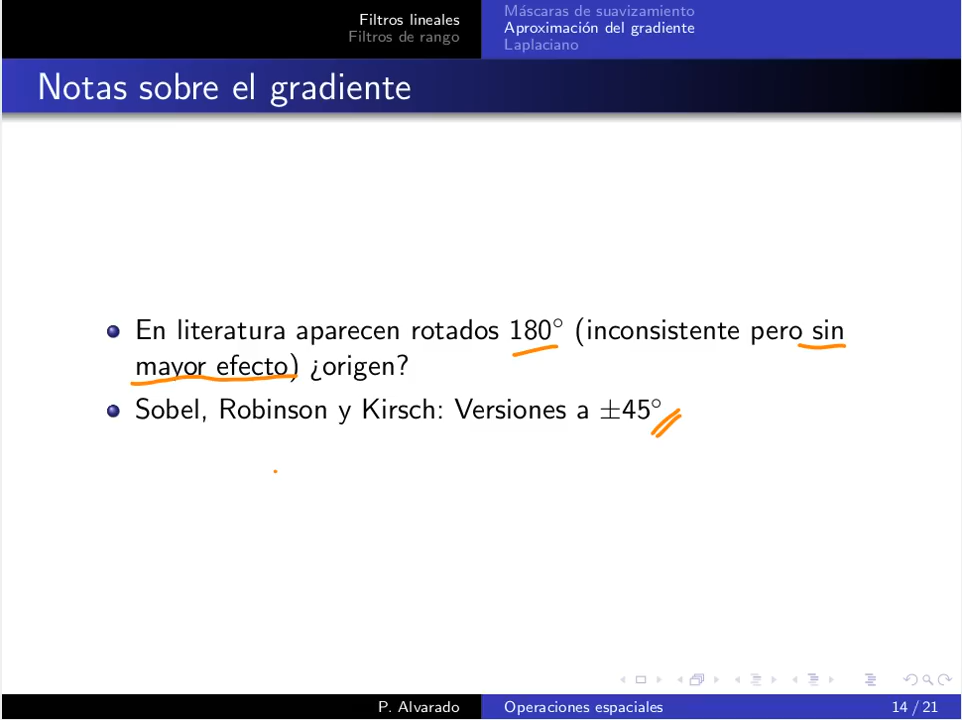 Filtros lineales
Filtros de rango
Máscaras de suavizamiento
Aproximación del gradiente
Laplaciano
Notas sobre el gradiente
En literatura aparecen rotados 180° (inconsistente pero sin
mayor efecto) ¿origen?
Sobel, Robinson y Kirsch: Versiones a ±45°
P. Alvarado
Operaciones espaciales
14 / 21